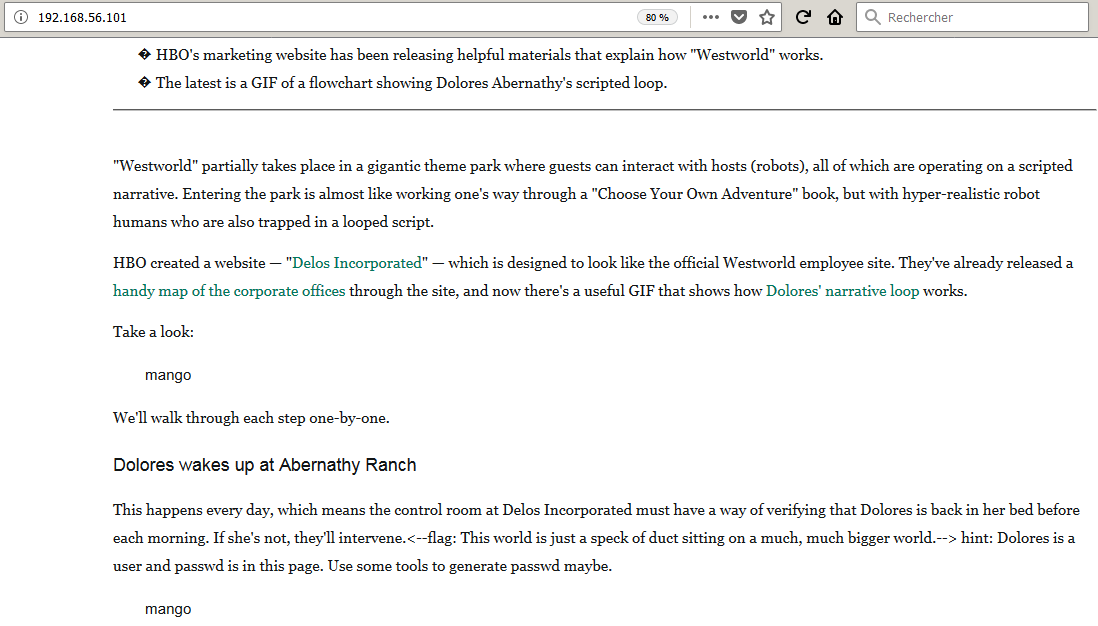 192.168.56.101
80 %
Rechercher
� HBO's marketing website has been releasing helpful materials that explain how "Westworld" works.
� The latest is a GIF of a flowchart showing Dolores Abernathy's scripted loop.
"Westworld" partially takes place in a gigantic theme park where guests can interact with hosts (robots), all of which are operating on a scripted
narrative. Entering the park is almost like working one's way through a "Choose Your Own Adventure" book, but with hyper-realistic robot
humans who are also trapped in a looped script.
HBO created a website — "Delos Incorporated" — which is designed to look like the official Westworld employee site. They've already released a
handy map of the corporate offices through the site, and now there's a useful GIF that shows how Dolores' narrative loop works.
Take a look:
mango
We'll walk through each step one-by-one.
Dolores wakes up at Abernathy Ranch
This happens every day, which means the control room at Delos Incorporated must have a way of verifying that Dolores is back in her bed before
each morning. If she's not, they'll intervene.<--flag: This world is just a speck of duct sitting on a much, much bigger world.--> hint: Dolores is a
user and passwd is in this page. Use some tools to generate passwd maybe.
mango